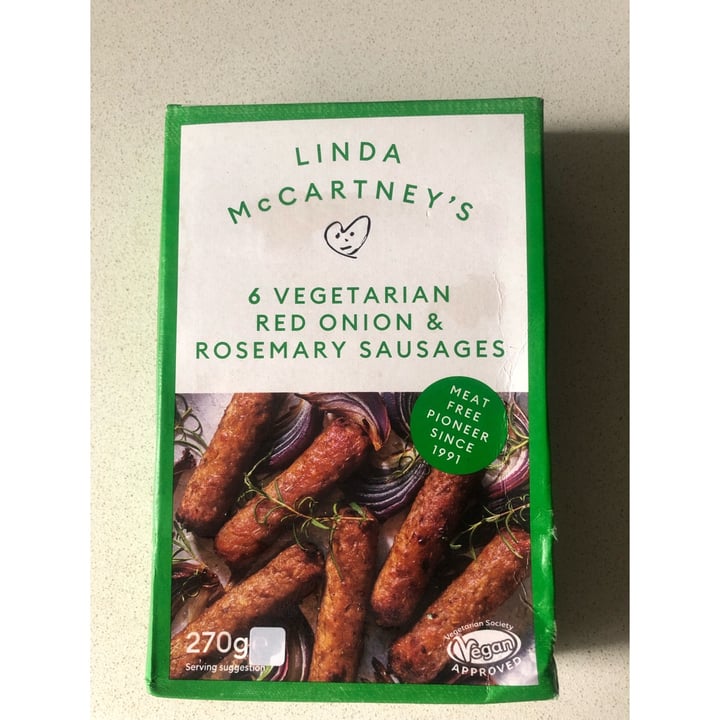 LINDA
McCARTNEY'S
6 VEGETARIAN
RED ONION &
ROSEMARY SAUSAGES
MEAT
FREE
PIONEER
SINCE
1991
270g
Serving suggestion
Vegetarian Society
Vegan
APPROVED